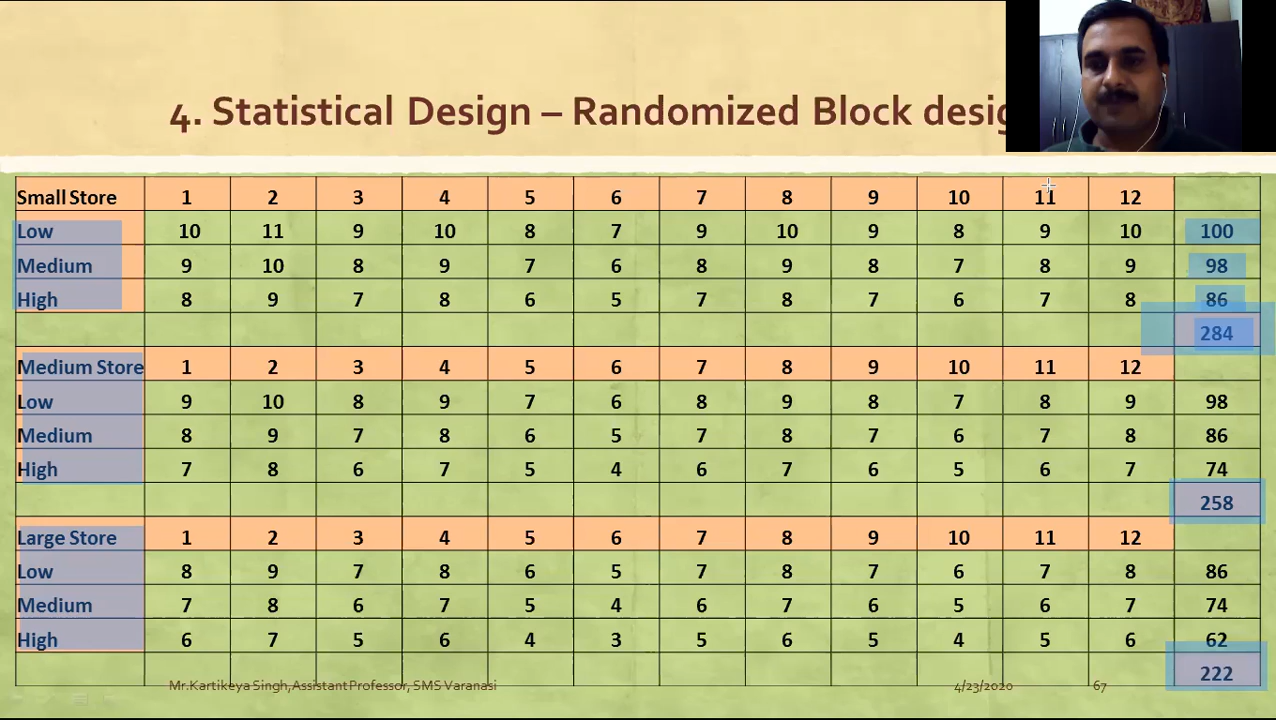 4. Statistical Design – Randomized Block desig
Small Store 1 2 3 4 5 6 7 8 9 10 11 12
Low 10 11 9 10 8 7 9 10 9 8 9 10 100
Medium 9 10 8 9 7 6 8 9 8 7 8 9 98
High 8 9 7 8 6 5 7 8 7 6 7 8 86
284
Medium Store 1 2 3 4 5 6 7 8 9 10 11 12
Low 9 10 8 9 7 6 8 9 8 7 8 9 98
Medium 8 9 7 8 6 5 7 8 7 6 7 8 86
High 7 8 6 7 5 4 6 7 6 5 6 7 74
258
Large Store 1 2 3 4 5 6 7 8 9 10 11 12
Low 8 9 7 8 6 5 7 8 7 6 7 8 86
Medium 7 8 6 7 5 4 6 7 6 5 6 7 74
High 6 7 5 6 4 3 5 6 5 4 5 6 62
222
Mr.Kartikeya Singh,Assistant Professor, SMS Varanasi 4/23/2020 67